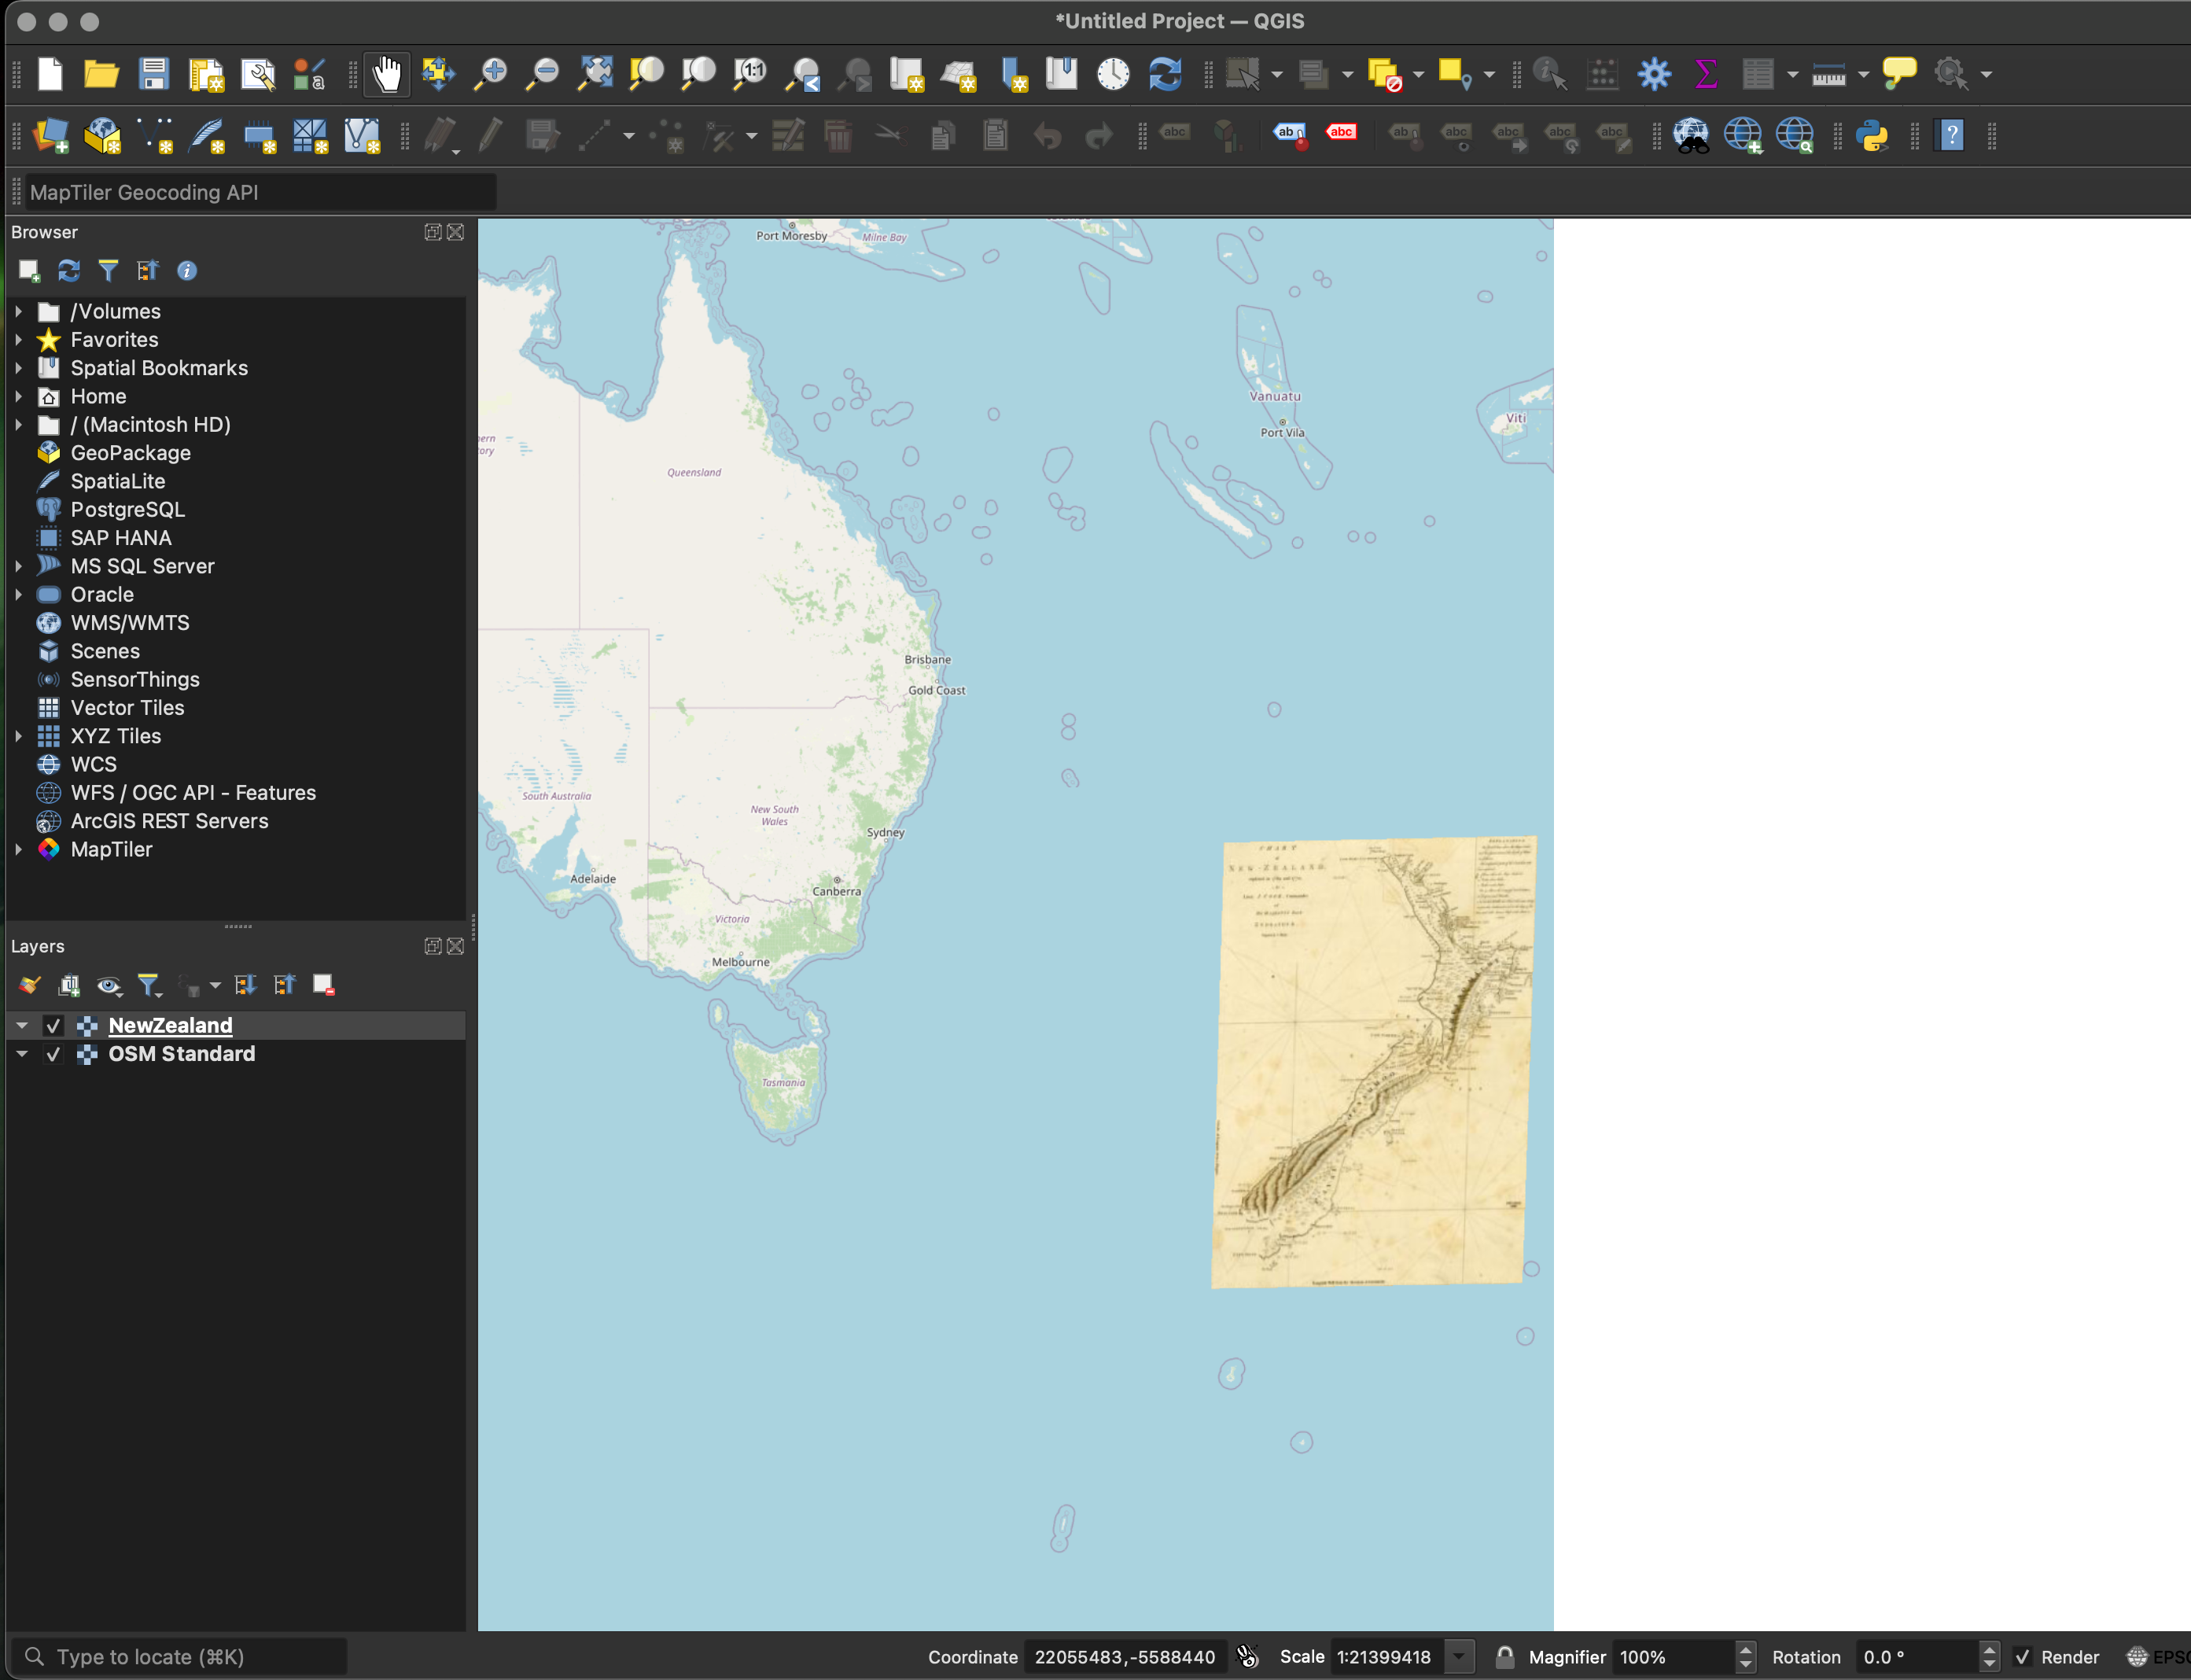 *Untitled Project — QGIS
MapTiler Geocoding API
Browser
/Volumes
Favorites
Spatial Bookmarks
Home
/ (Macintosh HD)
GeoPackage
SpatiaLite
PostgreSQL
SAP HANA
MS SQL Server
Oracle
WMS/WMTS
Scenes
SensorThings
Vector Tiles
XYZ Tiles
WCS
WFS / OGC API - Features
ArcGIS REST Servers
MapTiler
Layers
NewZealand
OSM Standard
Port Moresby
Milne Bay
Vanuatu
Port Vila
Viti
Queensland
Brisbane
Gold Coast
South Australia
New South
Wales
Sydney
Adelaide
Canberra
Victoria
Melbourne
Tasmania
CHART
NEW-ZEALAND,
Type to locate (⌘K)
Coordinate 22055483,-5588440
Scale 1:21399418
Magnifier 100%
Rotation 0.0 °
Render